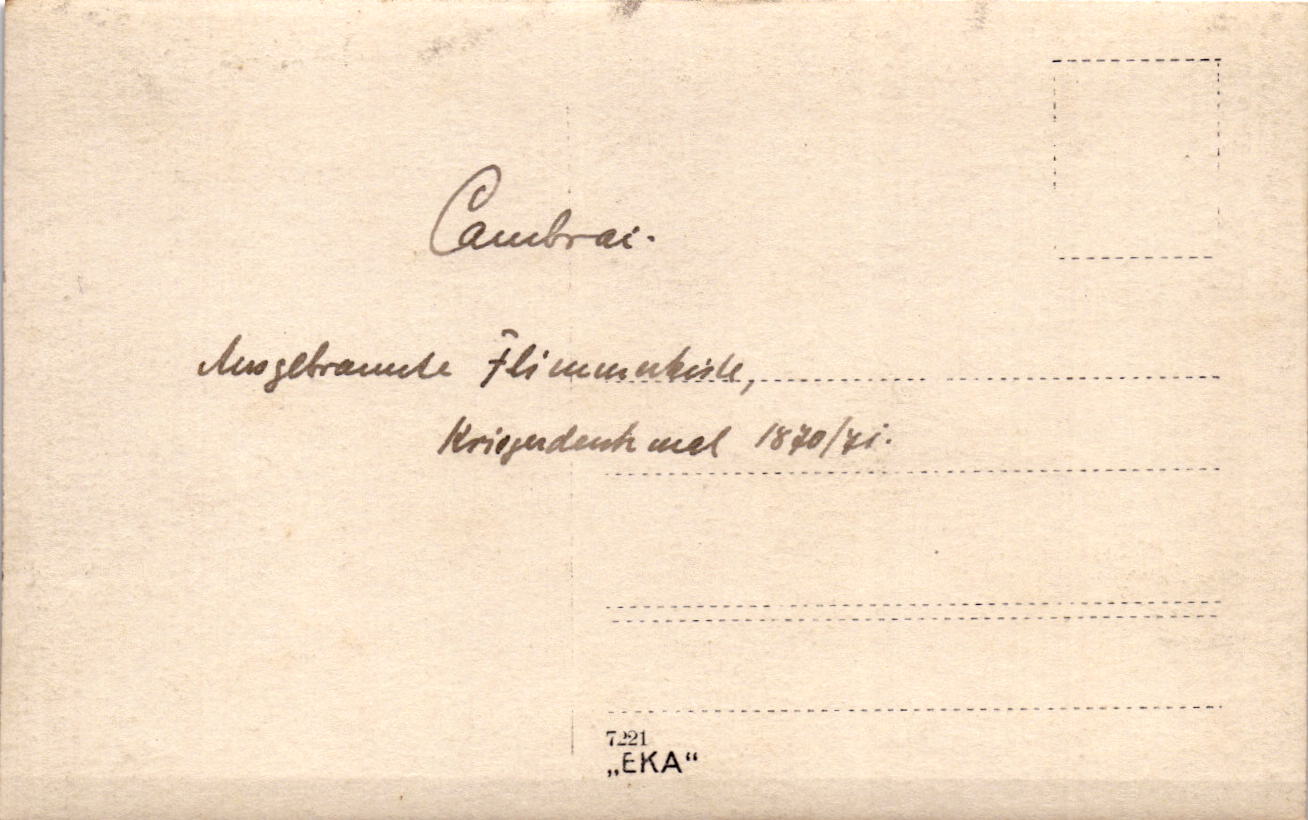 Cambrai.
Ausgebrannte Flimmerkiste,
Kriegerdenkmal 1870/71.
7221
„EKA“